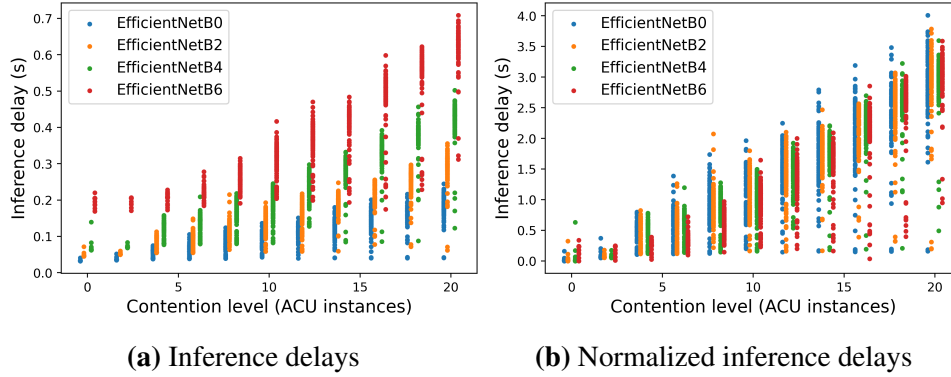 0.7
0.6
0.5
0.4
0.3
0.2
0.1
0.0
Inference delay (s)
EfficientNetB0
EfficientNetB2
EfficientNetB4
EfficientNetB6
0 5 10 15 20
Contention level (ACU instances)
(a) Inference delays
4.0
3.5
3.0
2.5
2.0
1.5
1.0
0.5
0.0
Inference delay (s)
EfficientNetB0
EfficientNetB2
EfficientNetB4
EfficientNetB6
0 5 10 15 20
Contention level (ACU instances)
(b) Normalized inference delays